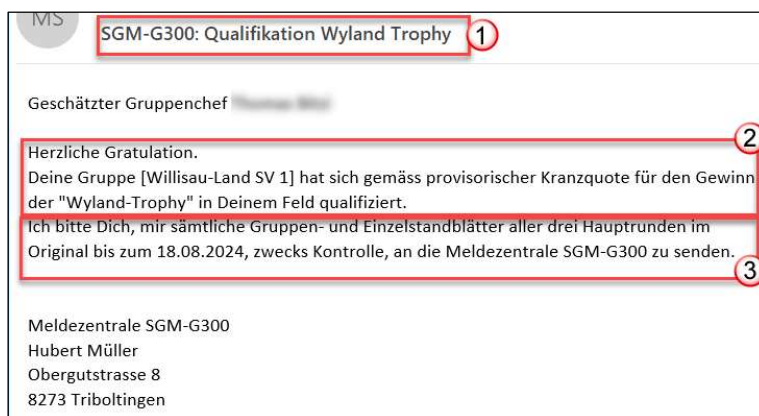 MS
SGM-G300: Qualifikation Wyland Trophy 1
Geschätzter Gruppenchef
2
Herzliche Gratulation.
Deine Gruppe [Willisau-Land SV 1] hat sich gemäss provisorischer Kranzquote für den Gewinn
der "Wyland-Trophy" in Deinem Feld qualifiziert.
Ich bitte Dich, mir sämtliche Gruppen- und Einzelstandblätter aller drei Hauptrunden im
Original bis zum 18.08.2024, zwecks Kontrolle, an die Meldezentrale SGM-G300 zu senden.
3
Meldezentrale SGM-G300
Hubert Müller
Obergutstrasse 8
8273 Triboltingen